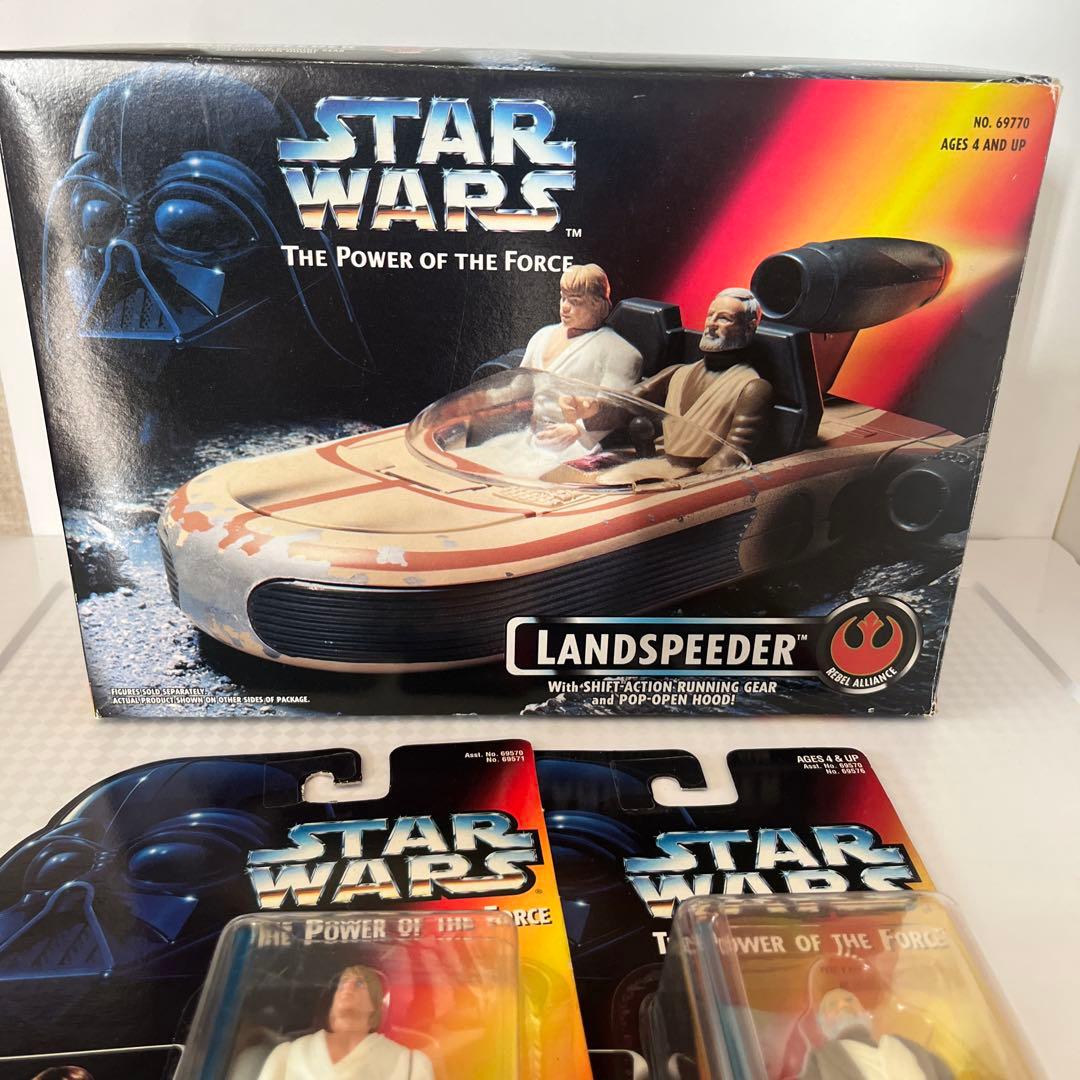 STAR
WARS™
THE POWER OF THE FORCE
NO. 69770
AGES 4 AND UP
LANDSPEEDER™
With SHIFT-ACTION RUNNING GEAR
and POP-OPEN HOOD!
REBEL ALLIANCE
FIGURES SOLD SEPARATELY.
ACTUAL PRODUCT SHOWN ON OTHER SIDES OF PACKAGE.
Asst. No. 69570
No. 69571
STAR
WARS®
THE POWER OF THE FORCE
AGES 4 & UP
Asst. No. 69570
No. 69576
STAR
WARS
THE POWER OF THE FORCE